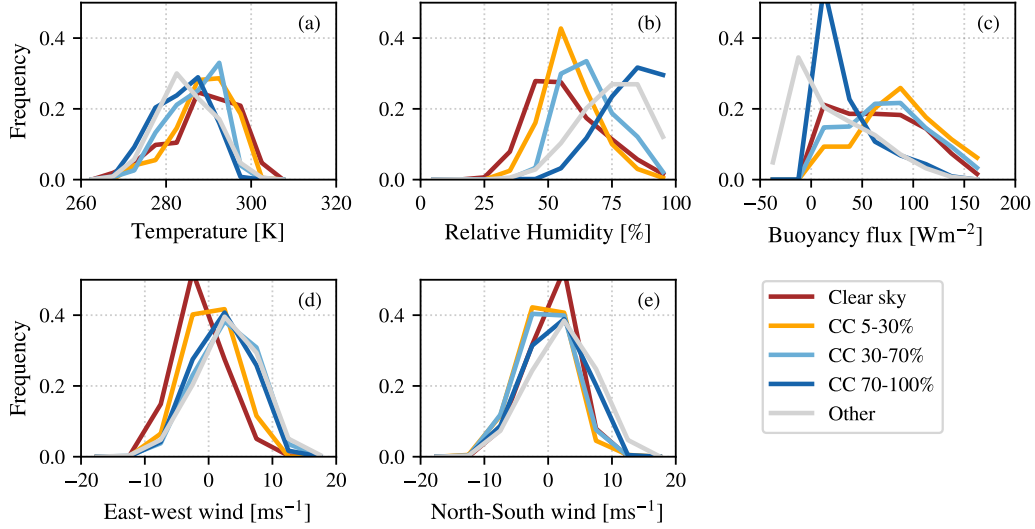 (a)
0.4
0.2
0.0
Frequency
260
280
300
320
Temperature [K]
(b)
0
25
50
75
100
Relative Humidity [%]
(c)
−50
0
50
100
150
200
Buoyancy flux [Wm−2]
(d)
0.4
0.2
0.0
Frequency
−20
−10
0
10
20
East-west wind [ms−1]
(e)
−20
−10
0
10
20
North-South wind [ms−1]
Clear sky
CC 5-30%
CC 30-70%
CC 70-100%
Other